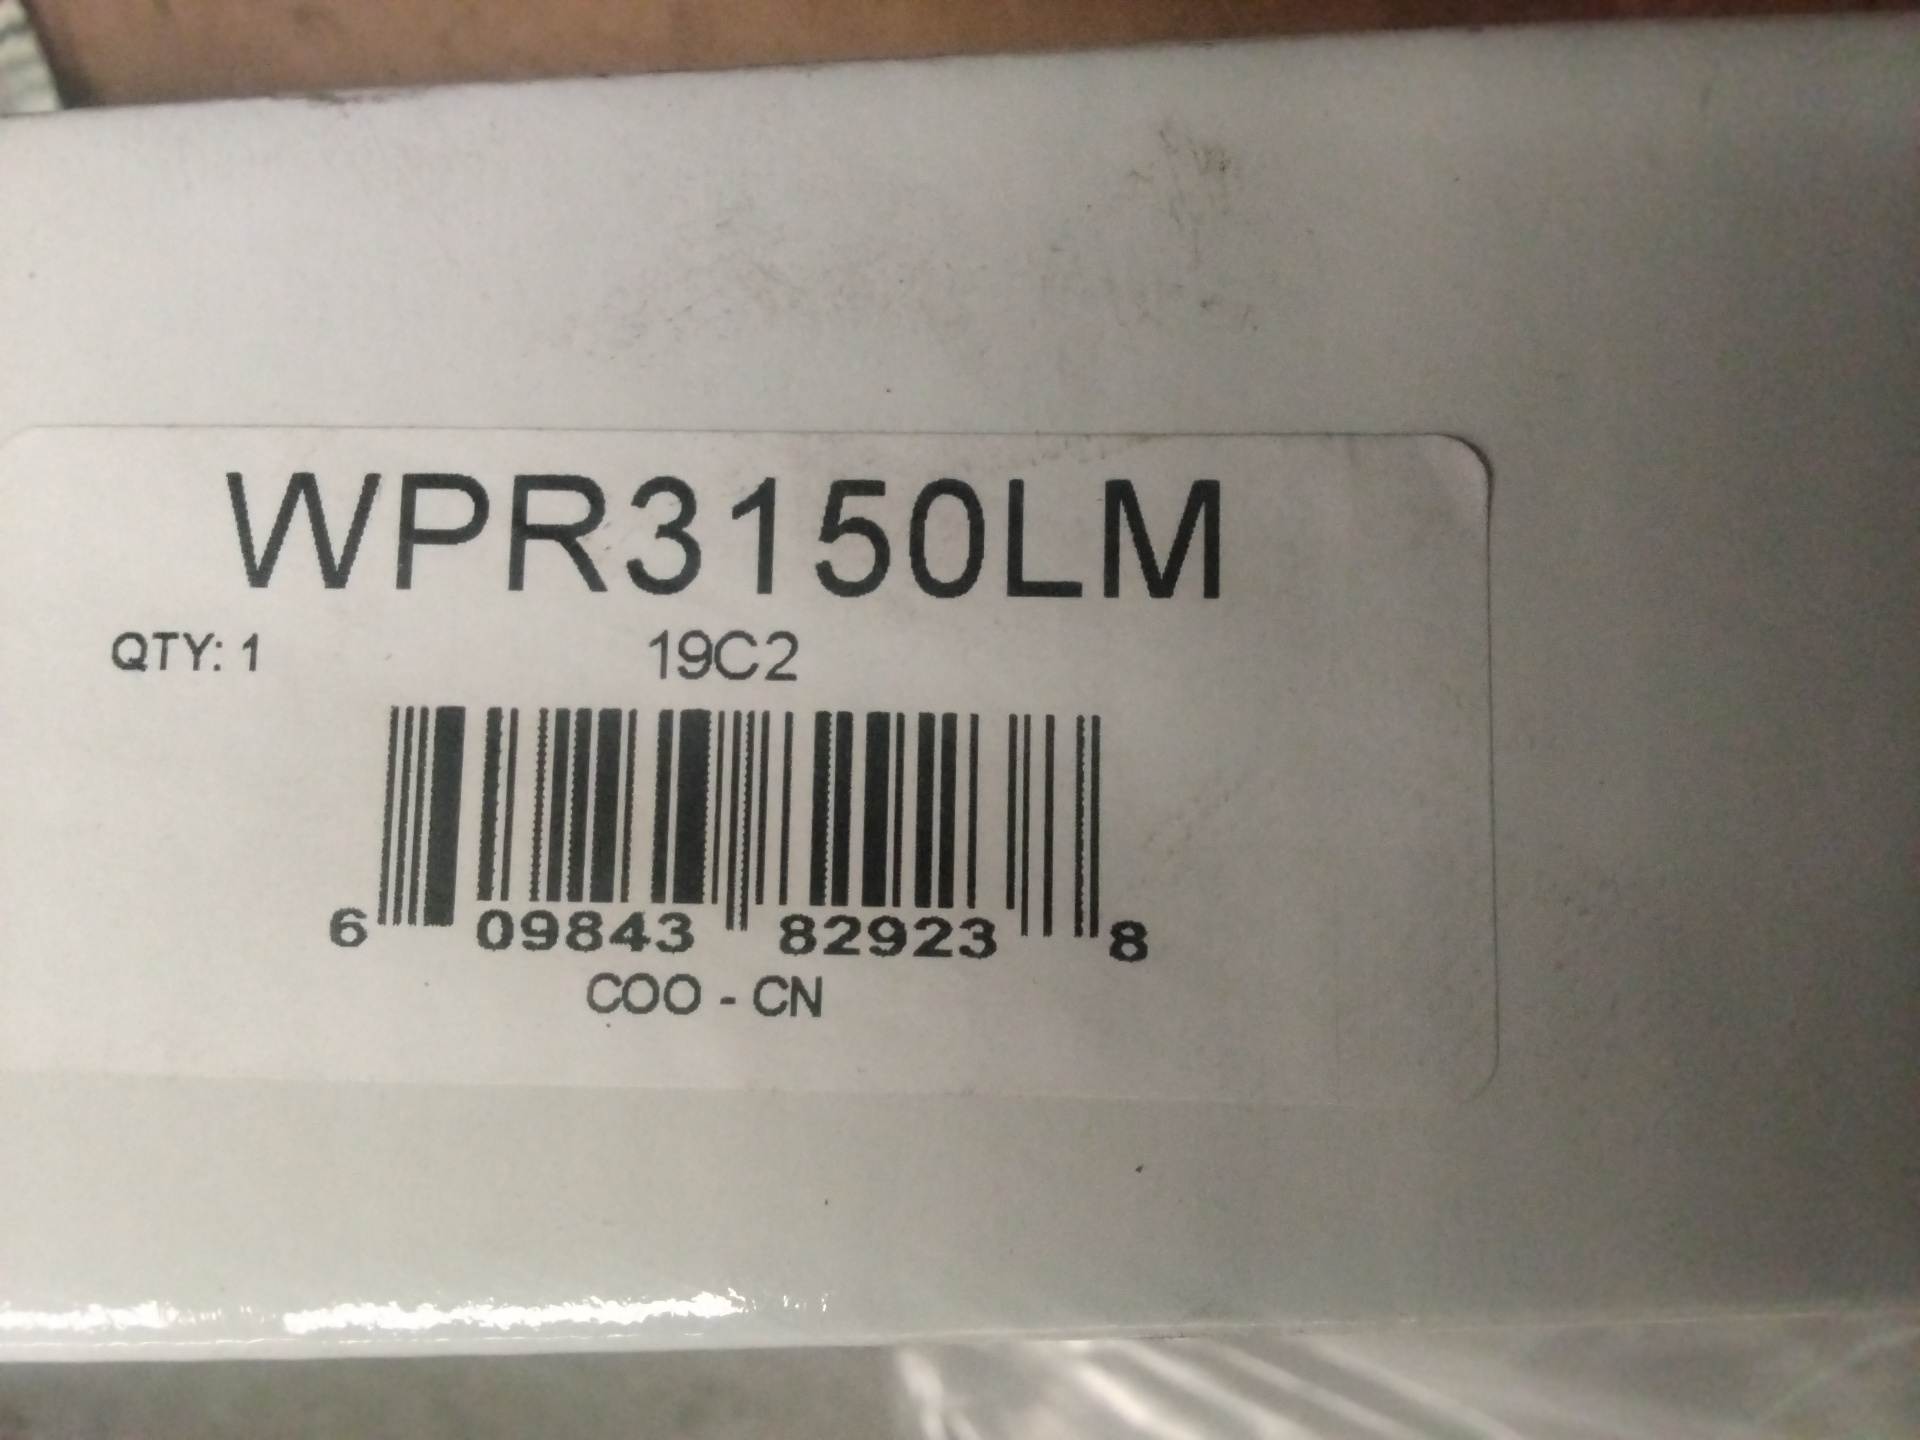 WPR3150LM
QTY: 1 19C2
6 09843 82923 8
COO - CN